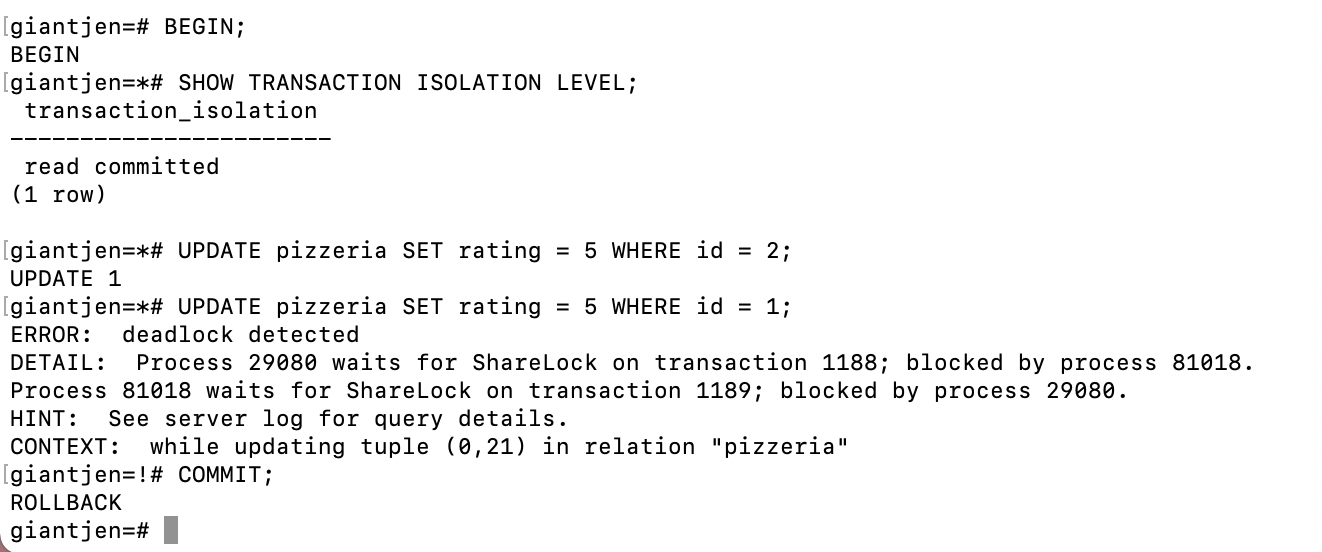 [giantjen=# BEGIN;
BEGIN
[giantjen=*# SHOW TRANSACTION ISOLATION LEVEL;
transaction_isolation
-----------------------
read committed
(1 row)
[giantjen=*# UPDATE pizzeria SET rating = 5 WHERE id = 2;
UPDATE 1
[giantjen=*# UPDATE pizzeria SET rating = 5 WHERE id = 1;
ERROR:  deadlock detected
DETAIL:  Process 29080 waits for ShareLock on transaction 1188; blocked by process 81018.
Process 81018 waits for ShareLock on transaction 1189; blocked by process 29080.
HINT:  See server log for query details.
CONTEXT:  while updating tuple (0,21) in relation "pizzeria"
[giantjen=!# COMMIT;
ROLLBACK
giantjen=#